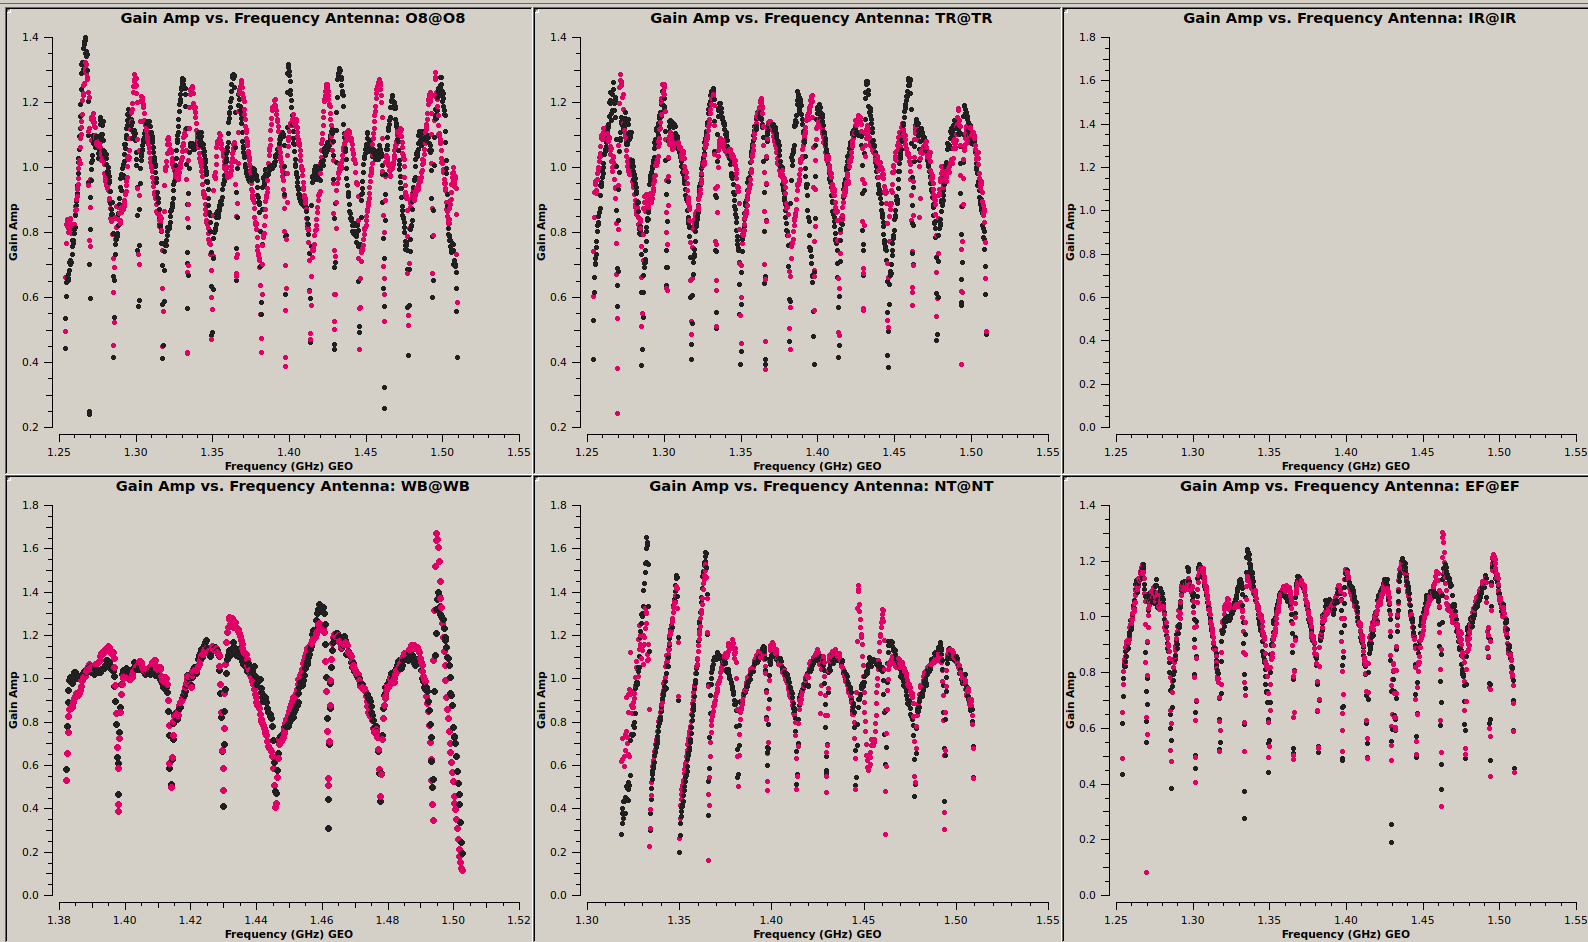 Gain Amp vs. Frequency Antenna: O8@O8
1.4
1.2
1.0
0.8
0.6
0.4
0.2
Gain Amp
1.25 1.30 1.35 1.40 1.45 1.50 1.55
Frequency (GHz) GEO
Gain Amp vs. Frequency Antenna: TR@TR
1.4
1.2
1.0
0.8
0.6
0.4
0.2
Gain Amp
1.25 1.30 1.35 1.40 1.45 1.50 1.55
Frequency (GHz) GEO
Gain Amp vs. Frequency Antenna: IR@IR
1.8
1.6
1.4
1.2
1.0
0.8
0.6
0.4
0.2
0.0
Gain Amp
1.25 1.30 1.35 1.40 1.45 1.50 1.55
Frequency (GHz) GEO
Gain Amp vs. Frequency Antenna: WB@WB
1.8
1.6
1.4
1.2
1.0
0.8
0.6
0.4
0.2
0.0
Gain Amp
1.38 1.40 1.42 1.44 1.46 1.48 1.50 1.52
Frequency (GHz) GEO
Gain Amp vs. Frequency Antenna: NT@NT
1.8
1.6
1.4
1.2
1.0
0.8
0.6
0.4
0.2
0.0
Gain Amp
1.30 1.35 1.40 1.45 1.50 1.55
Frequency (GHz) GEO
Gain Amp vs. Frequency Antenna: EF@EF
1.4
1.2
1.0
0.8
0.6
0.4
0.2
0.0
Gain Amp
1.25 1.30 1.35 1.40 1.45 1.50 1.55
Frequency (GHz) GEO